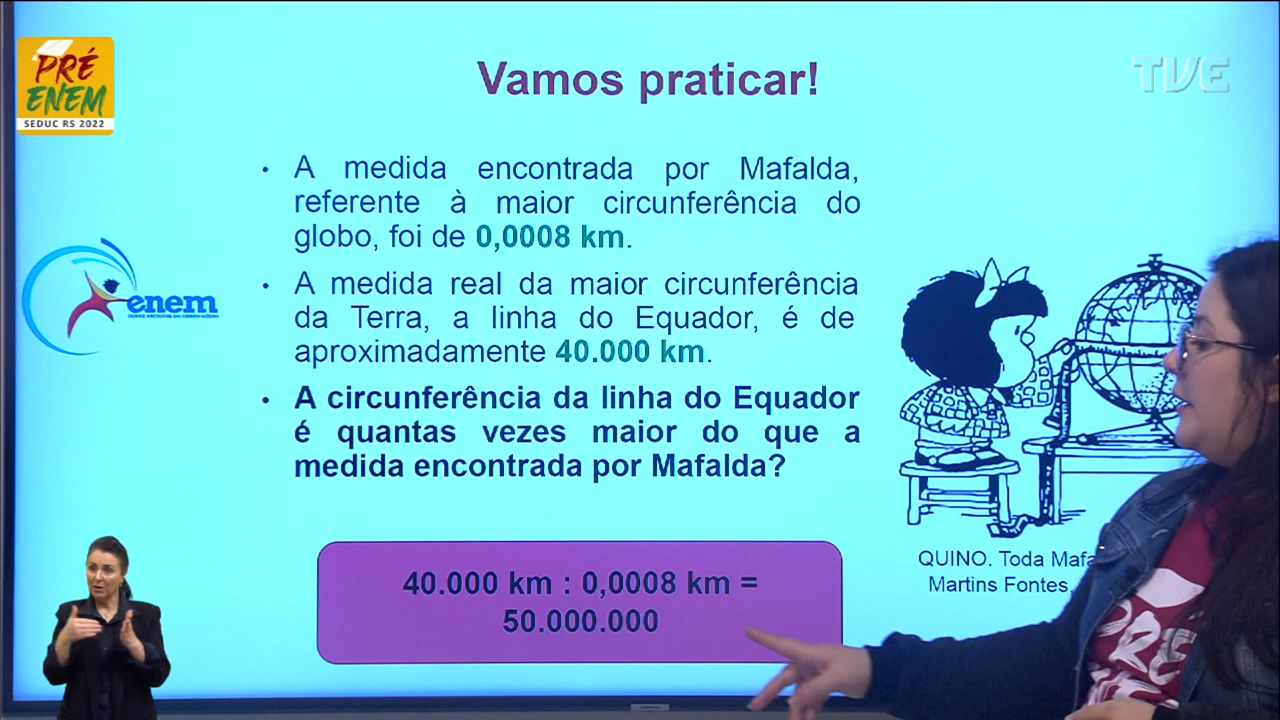 PRÉ
ENEM
SEDUC RS 2022
Vamos praticar!
TVE
• A medida encontrada por Mafalda,
referente à maior circunferência do
globo, foi de 0,0008 km.
• A medida real da maior circunferência
da Terra, a linha do Equador, é de
aproximadamente 40.000 km.
• A circunferência da linha do Equador
é quantas vezes maior do que a
medida encontrada por Mafalda?
enem
40.000 km : 0,0008 km =
50.000.000
QUINO. Toda
Martins Fontes,
PRÉ